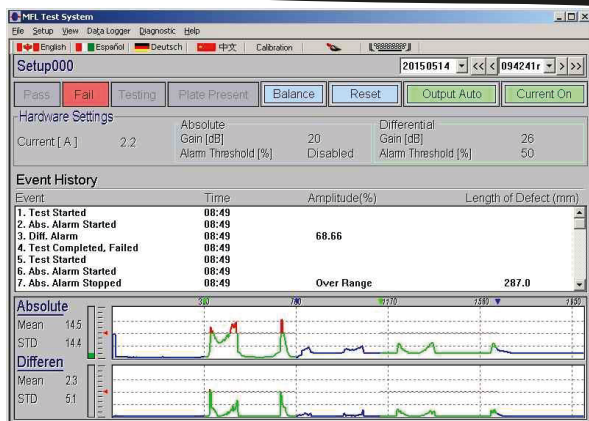 MFL Test System
File Setup View Data Logger Diagnostic Help
English Español Deutsch 中文 Calibration
Setup000 20150514 << < 094241r > >>
Pass Fail Testing Plate Present Balance Reset Output Auto Current On
Hardware Settings
Absolute Differential
Current [ A ] 2.2 Gain [dB] 20 Gain [dB] 26
Alarm Threshold [%] Disabled Alarm Threshold [%] 50
Event History
Event Time Amplitude(%) Length of Defect (mm)
1. Test Started 08:49
2. Abs. Alarm Started 08:49
3. Diff. Alarm 08:49 68.66
4. Test Completed, Failed 08:49
5. Test Started 08:49
6. Abs. Alarm Started 08:49
7. Abs. Alarm Stopped 08:49 Over Range 287.0
Absolute
Mean 14.5
STD 14.4
Differen
Mean 2.3
STD 5.1